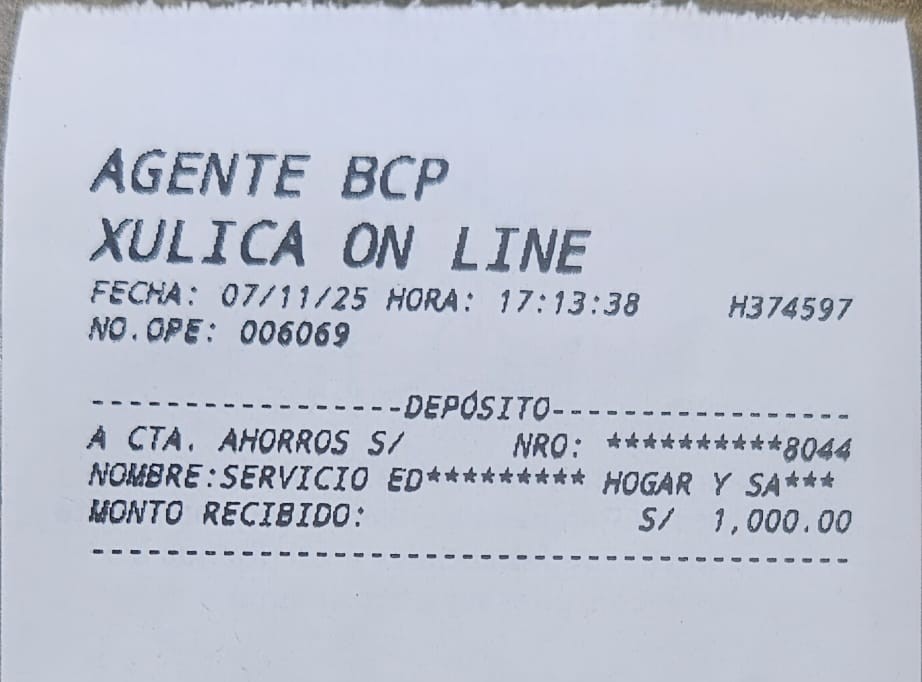 AGENTE BCP
XULICA ON LINE
FECHA: 07/11/25 HORA: 17:13:38 H374597
NO.OPE: 006069
-----------------DEPÓSITO-----------------
A CTA. AHORROS S/ NRO: **********8044
NOMBRE:SERVICIO ED********* HOGAR Y SA***
MONTO RECIBIDO: S/ 1,000.00
------------------------------------------